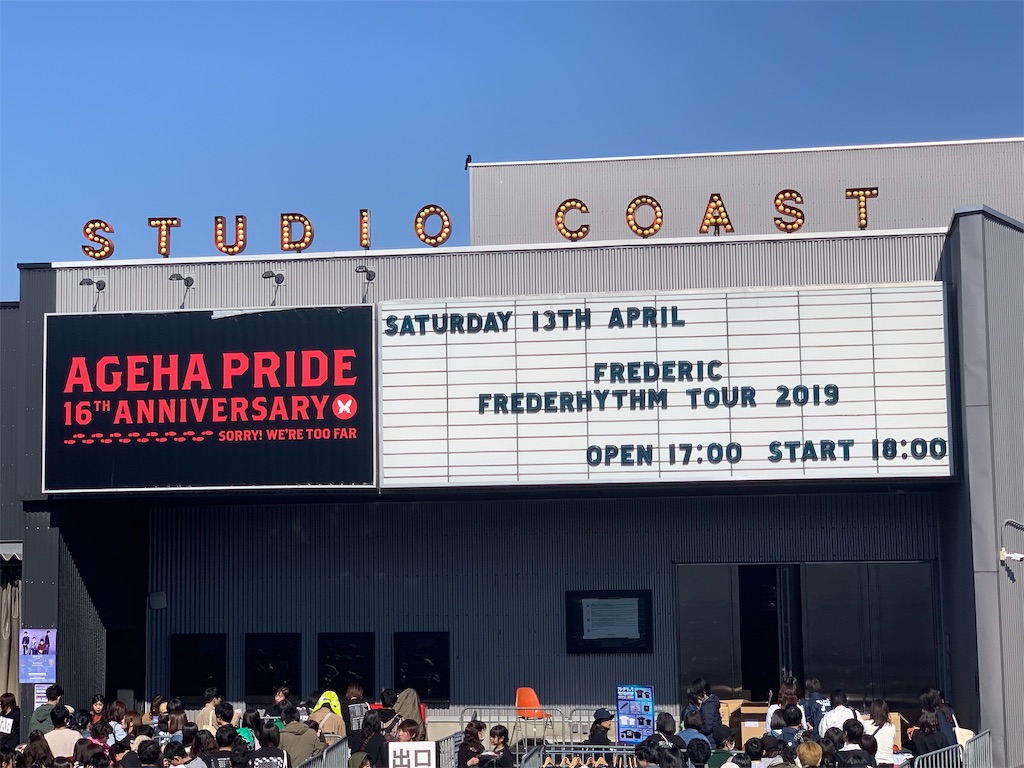 STUDIO COAST
AGEHA PRIDE
16TH ANNIVERSARY
SORRY! WE'RE TOO FAR
SATURDAY 13TH APRIL
FREDERIC
FREDERHYTHM TOUR 2019
OPEN 17:00 START 18:00
出口